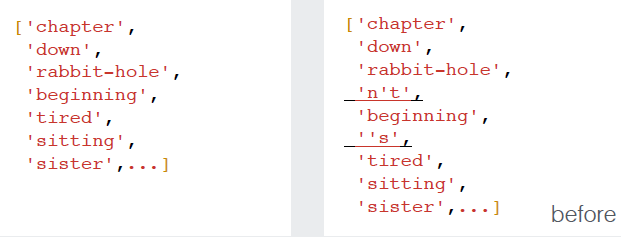 ['chapter',
'down',
'rabbit-hole',
'beginning',
'tired',
'sitting',
'sister',...]
['chapter',
'down',
'rabbit-hole',
'n't',
'beginning',
''s',
'tired',
'sitting',
'sister',...]
before